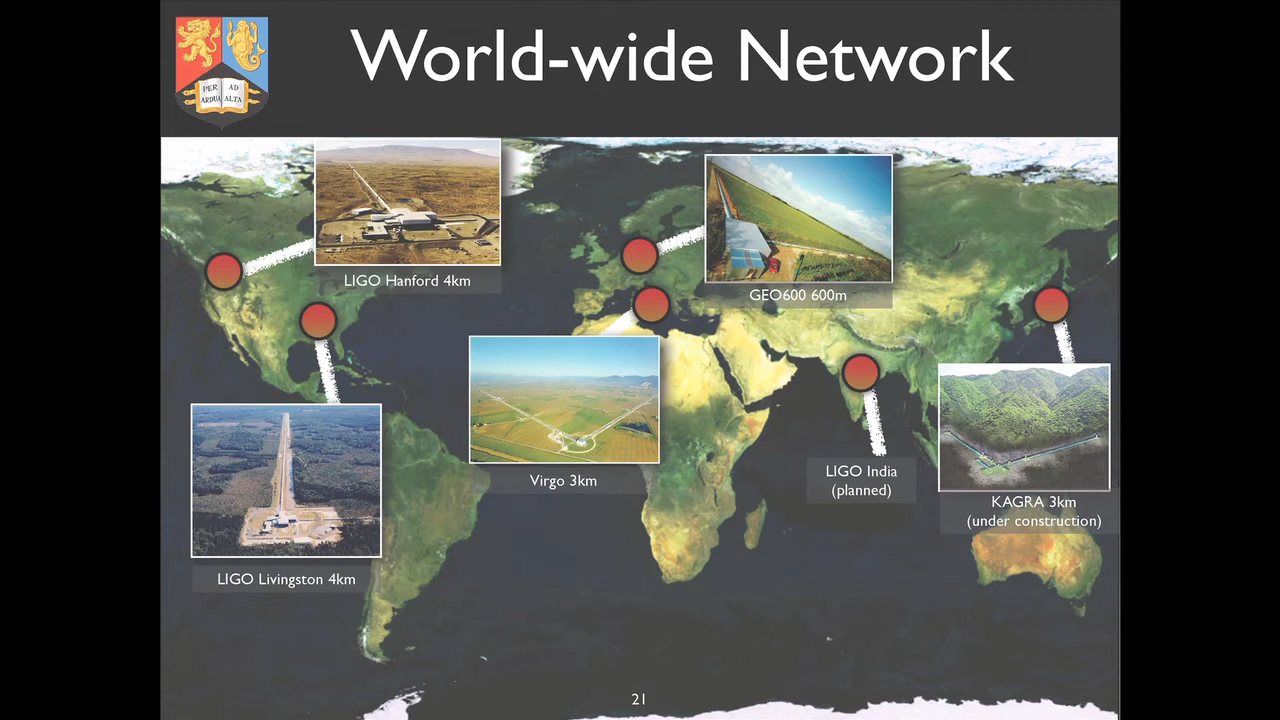 World-wide Network
PER AD
ARDUA ALTA
LIGO Hanford 4km
GEO600 600m
Virgo 3km
LIGO India
(planned)
KAGRA 3km
(under construction)
LIGO Livingston 4km
21